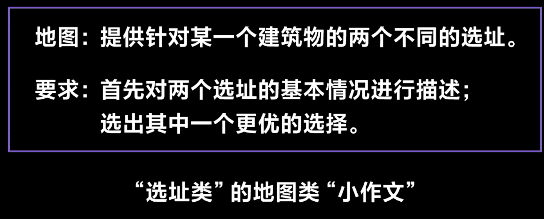 地图：提供针对某一个建筑物的两个不同的选址。
要求：首先对两个选址的基本情况进行描述；
选出其中一个更优的选择。
“选址类”的地图类“小作文”